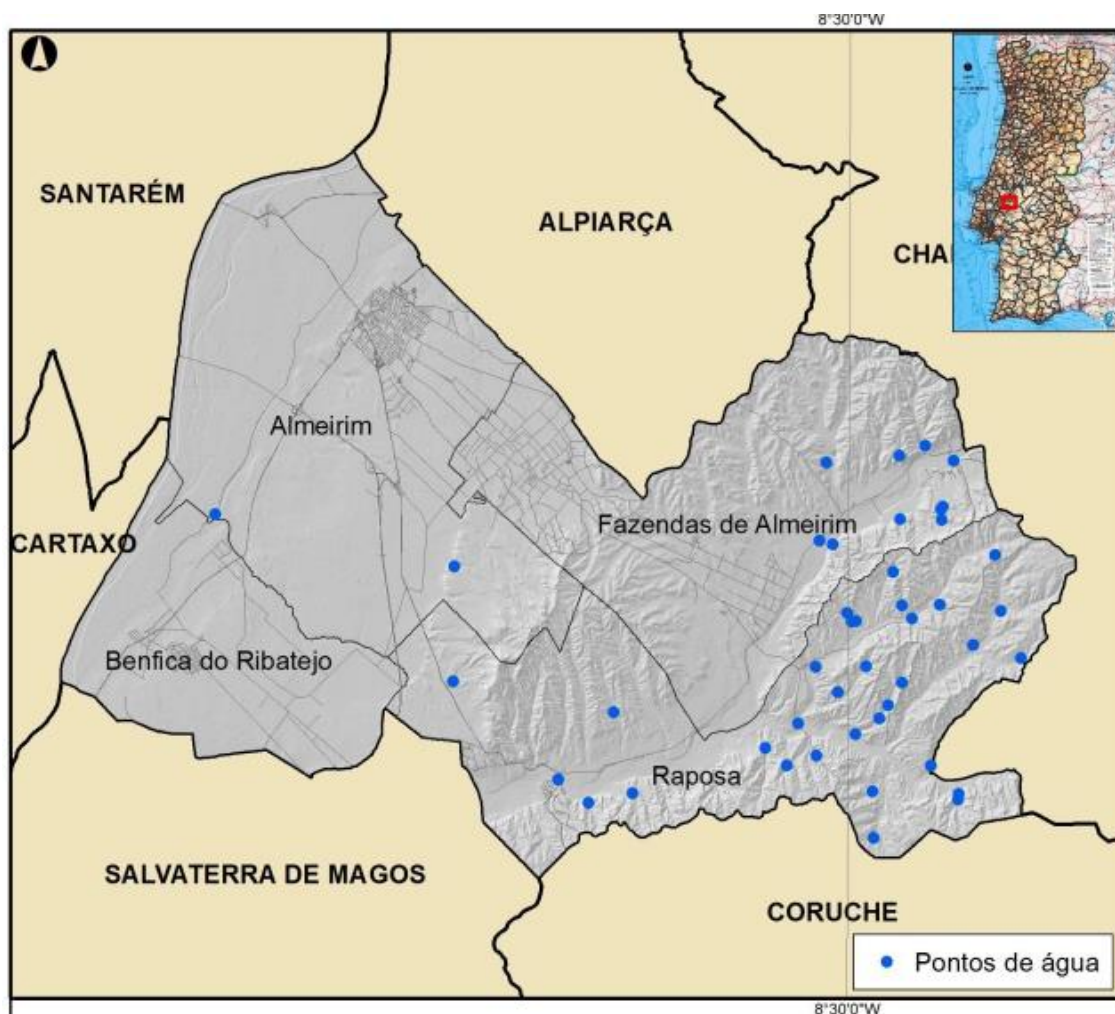 8°30'0"W
SANTARÉM
ALPIARÇA
CHA
Almeirim
CARTAXO
Fazendas de Almeirim
Benfica do Ribatejo
Raposa
SALVATERRA DE MAGOS
CORUCHE
Pontos de água
8°30'0"W